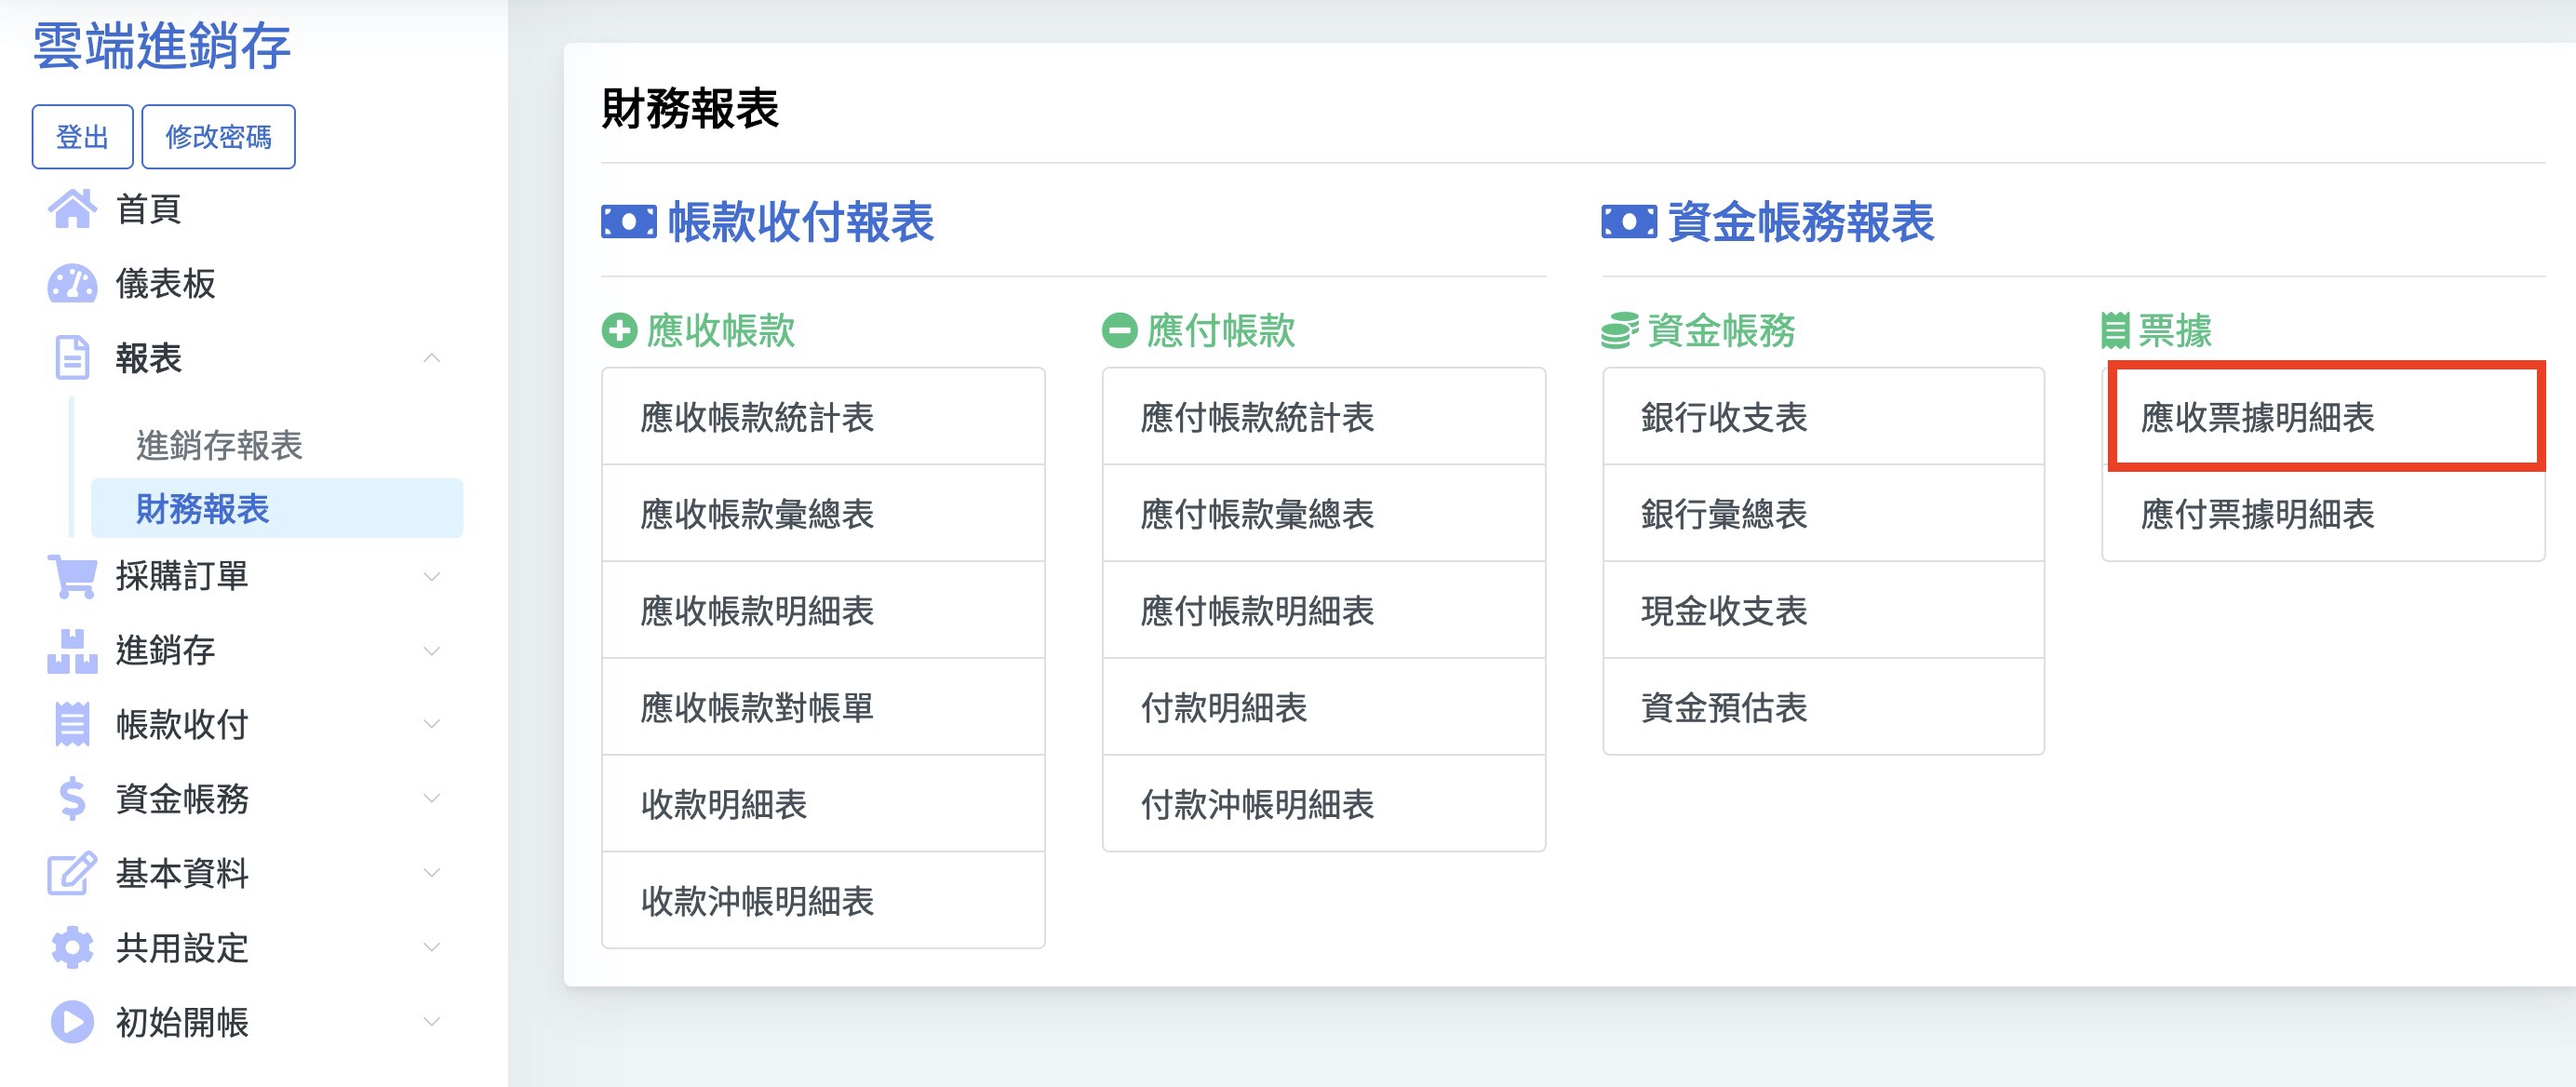 雲端進銷存
登出
修改密碼
首頁
儀表板
報表
進銷存報表
財務報表
採購訂單
進銷存
帳款收付
資金帳務
基本資料
共用設定
初始開帳
財務報表
帳款收付報表
應收帳款
應收帳款統計表
應收帳款彙總表
應收帳款明細表
應收帳款對帳單
收款明細表
收款沖帳明細表
應付帳款
應付帳款統計表
應付帳款彙總表
應付帳款明細表
付款明細表
付款沖帳明細表
資金帳務報表
資金帳務
銀行收支表
銀行彙總表
現金收支表
資金預估表
票據
應收票據明細表
應付票據明細表